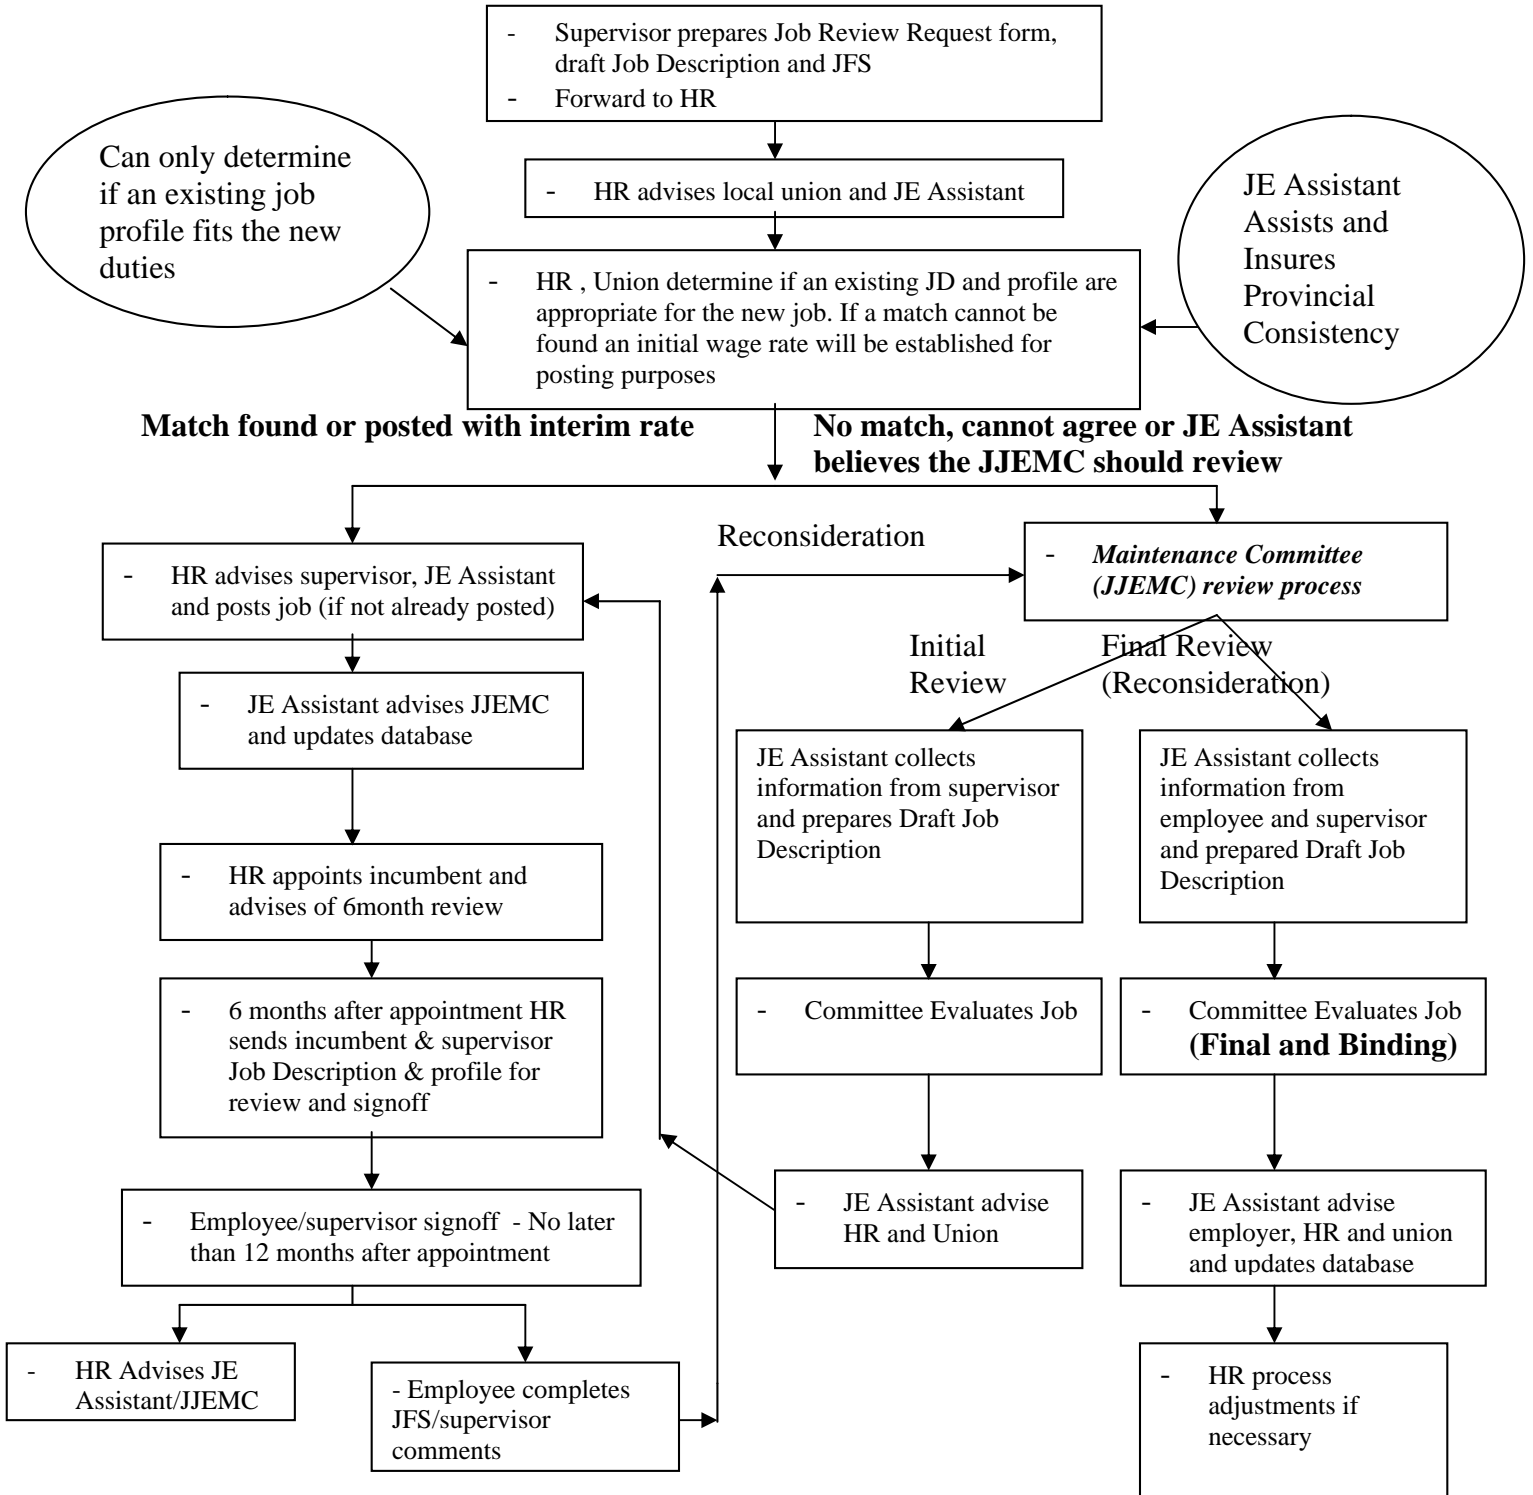 - Supervisor prepares Job Review Request form,
draft Job Description and JFS
- Forward to HR
Can only determine
if an existing job
profile fits the new
duties
- HR advises local union and JE Assistant
JE Assistant
Assists and
Insures
Provincial
Consistency
- HR , Union determine if an existing JD and profile are
appropriate for the new job. If a match cannot be
found an initial wage rate will be established for
posting purposes
Match found or posted with interim rate
No match, cannot agree or JE Assistant
believes the JJEMC should review
Reconsideration
- HR advises supervisor, JE Assistant
and posts job (if not already posted)
- Maintenance Committee
(JJEMC) review process
Initial
Review
Final Review
(Reconsideration)
- JE Assistant advises JJEMC
and updates database
JE Assistant collects
information from supervisor
and prepares Draft Job
Description
JE Assistant collects
information from
employee and supervisor
and prepared Draft Job
Description
- HR appoints incumbent and
advises of 6month review
- 6 months after appointment HR
sends incumbent & supervisor
Job Description & profile for
review and signoff
- Committee Evaluates Job
- Committee Evaluates Job
(Final and Binding)
- Employee/supervisor signoff - No later
than 12 months after appointment
- JE Assistant advise
HR and Union
- JE Assistant advise
employer, HR and union
and updates database
- HR Advises JE
Assistant/JJEMC
- Employee completes
JFS/supervisor
comments
- HR process
adjustments if
necessary